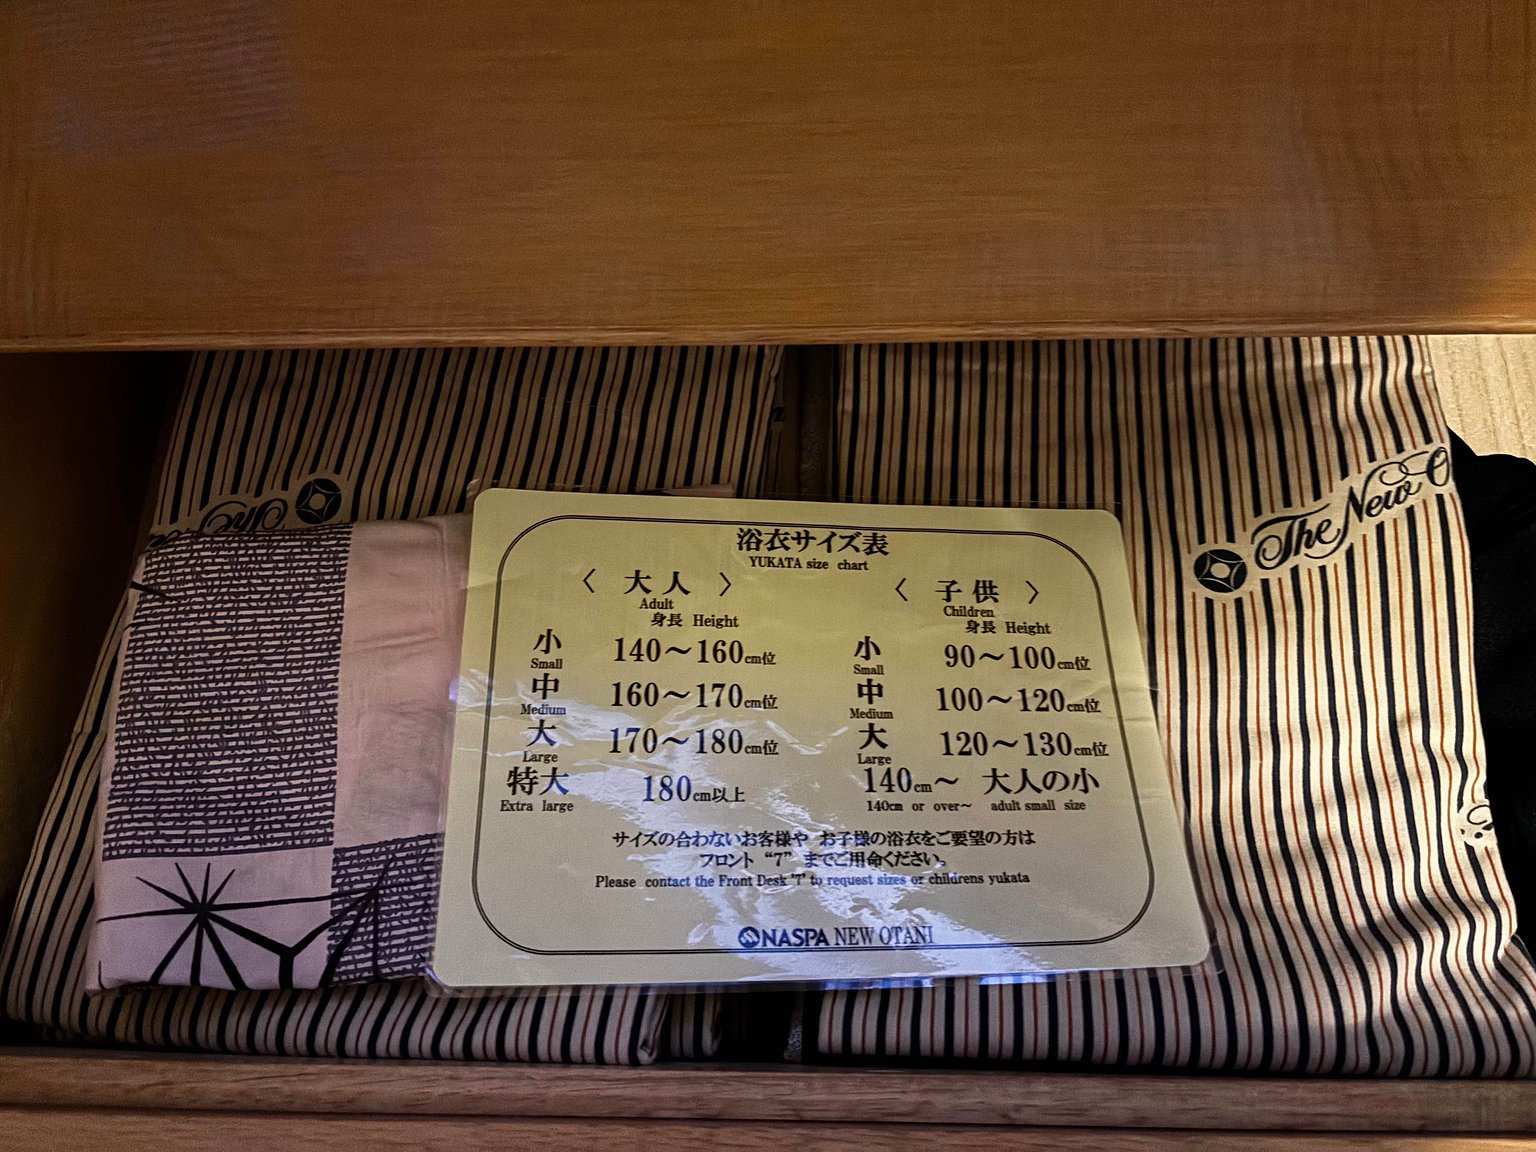 The New O
浴衣サイズ表
YUKATA size chart
〈 大人 〉
Adult
身長 Height
小 140～160cm位
Small
中 160～170cm位
Medium
大 170～180cm位
Large
特大 180cm以上
Extra large
〈 子供 〉
Children
身長 Height
小 90～100cm位
Small
中 100～120cm位
Medium
大 120～130cm位
Large
140cm～ 大人の小
140cm or over～ adult small size
サイズの合わないお客様や お子様の浴衣をご要望の方は
フロント “7” までご用命ください。
Please contact the Front Desk "7" to request sizes or childrens yukata
NASPA NEW OTANI